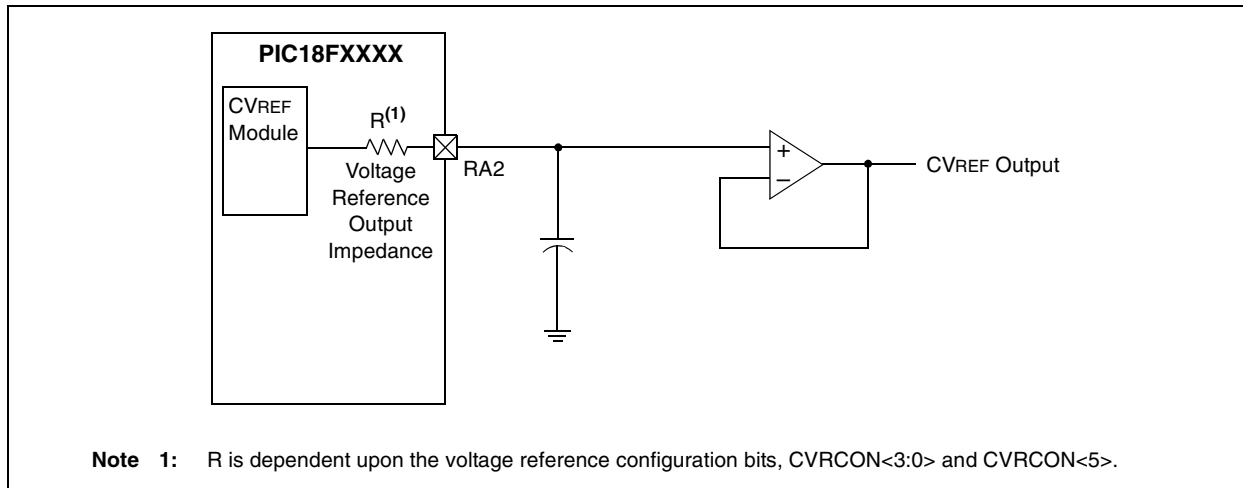 PIC18FXXXX
CVREF
Module
R(1)
Voltage
Reference
Output
Impedance
RA2
+
–
CVREF Output
Note 1: R is dependent upon the voltage reference configuration bits, CVRCON<3:0> and CVRCON<5>.